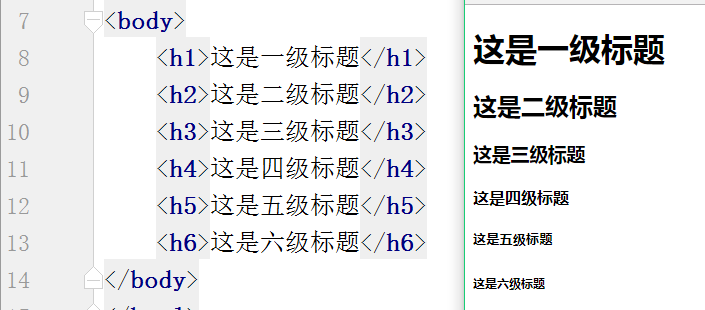 7 <body>
8 <h1>这是一级标题</h1>
9 <h2>这是二级标题</h2>
10 <h3>这是三级标题</h3>
11 <h4>这是四级标题</h4>
12 <h5>这是五级标题</h5>
13 <h6>这是六级标题</h6>
14 </body>
这是一级标题
这是二级标题
这是三级标题
这是四级标题
这是五级标题
这是六级标题